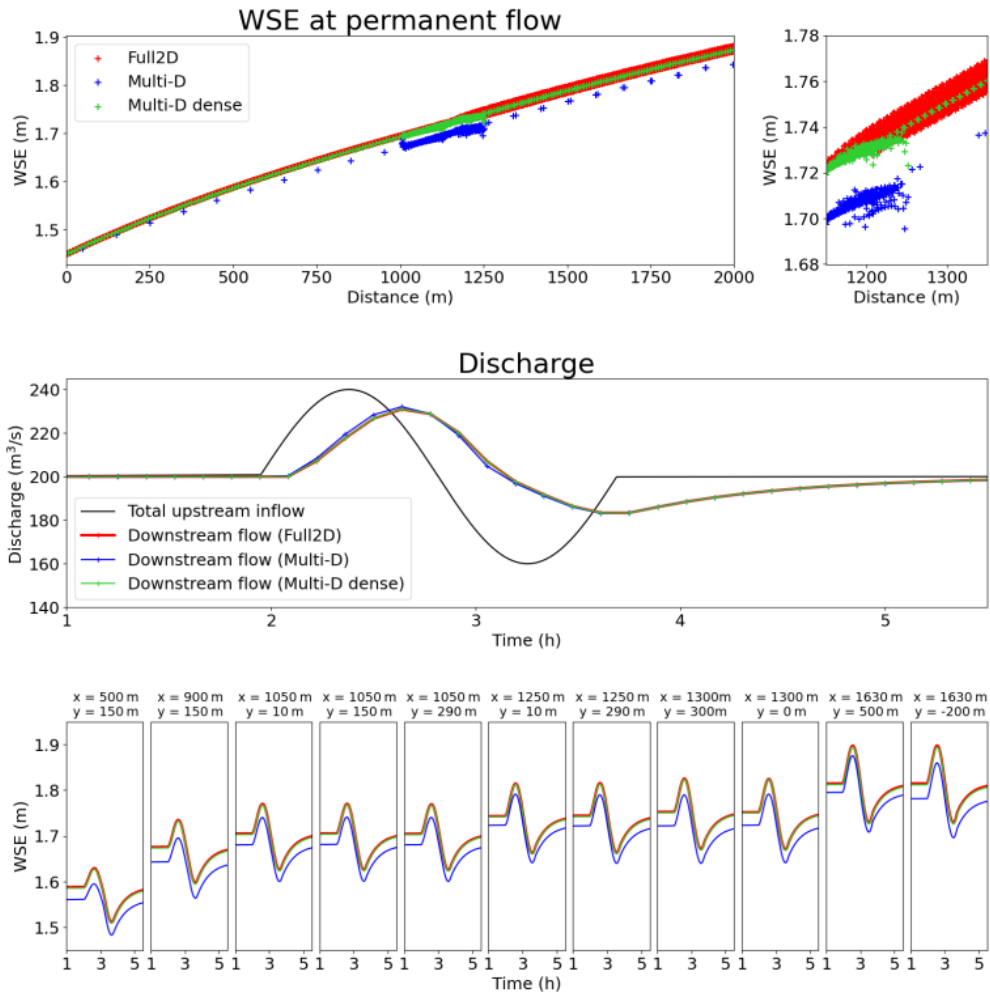 WSE at permanent flow
1.9
1.8
1.7
1.6
1.5
WSE (m)
Full2D
Multi-D
Multi-D dense
0 250 500 750 1000 1250 1500 1750 2000
Distance (m)
1.78
1.76
1.74
1.72
1.70
1.68
WSE (m)
1200 1300
Distance (m)
Discharge
240
220
200
180
160
140
Discharge (m³/s)
Total upstream inflow
Downstream flow (Full2D)
Downstream flow (Multi-D)
Downstream flow (Multi-D dense)
1 2 3 4 5
Time (h)
x = 500 m x = 900 m x = 1050 m x = 1050 m x = 1050 m x = 1250 m x = 1250 m x = 1300m x = 1300 m x = 1630 m x = 1630 m
y = 150 m y = 150 m y = 10 m y = 150 m y = 290 m y = 10 m y = 290 m y = 300m y = 0 m y = 500 m y = -200 m
1.9
1.8
1.7
1.6
1.5
WSE (m)
1 3 5 1 3 5 1 3 5 1 3 5 1 3 5 1 3 5 1 3 5 1 3 5 1 3 5 1 3 5 1 3 5
Time (h)